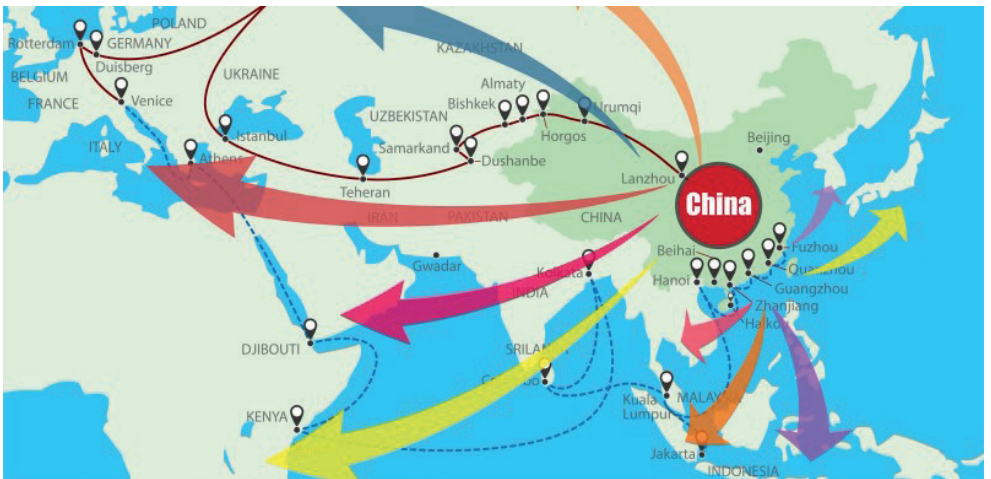 POLAND
Rotterdam
GERMANY
Duisberg
KAZAKHSTAN
BELGIUM
UKRAINE
Almaty
FRANCE
Venice
Bishkek
Urumqi
UZBEKISTAN
Horgos
ITALY
Istanbul
Beijing
Samarkand
Athens
Dushanbe
Lanzhou
Teheran
China
IRAN
PAKISTAN
CHINA
Beihai
Fuzhou
Gwadar
Kolkata
Hanoi
Quanzhou
INDIA
Guangzhou
Zhanjiang
DJIBOUTI
KENYA
Kuala
Lumpur
Jakarta
INDONESIA